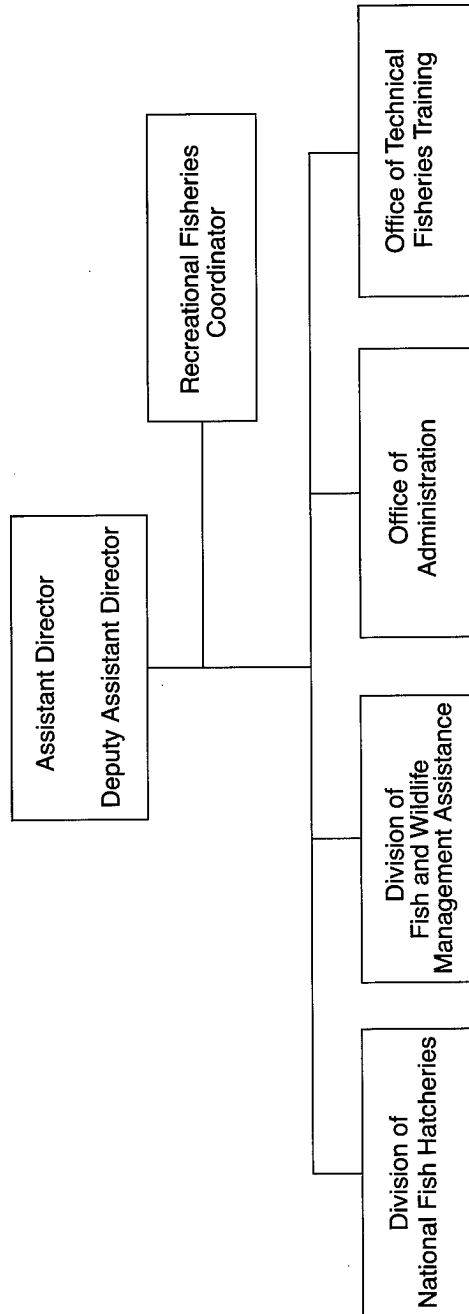 Assistant Director
Deputy Assistant Director
Recreational Fisheries
Coordinator
Division of
National Fish Hatcheries
Division of
Fish and Wildlife
Management Assistance
Office of
Administration
Office of Technical
Fisheries Training